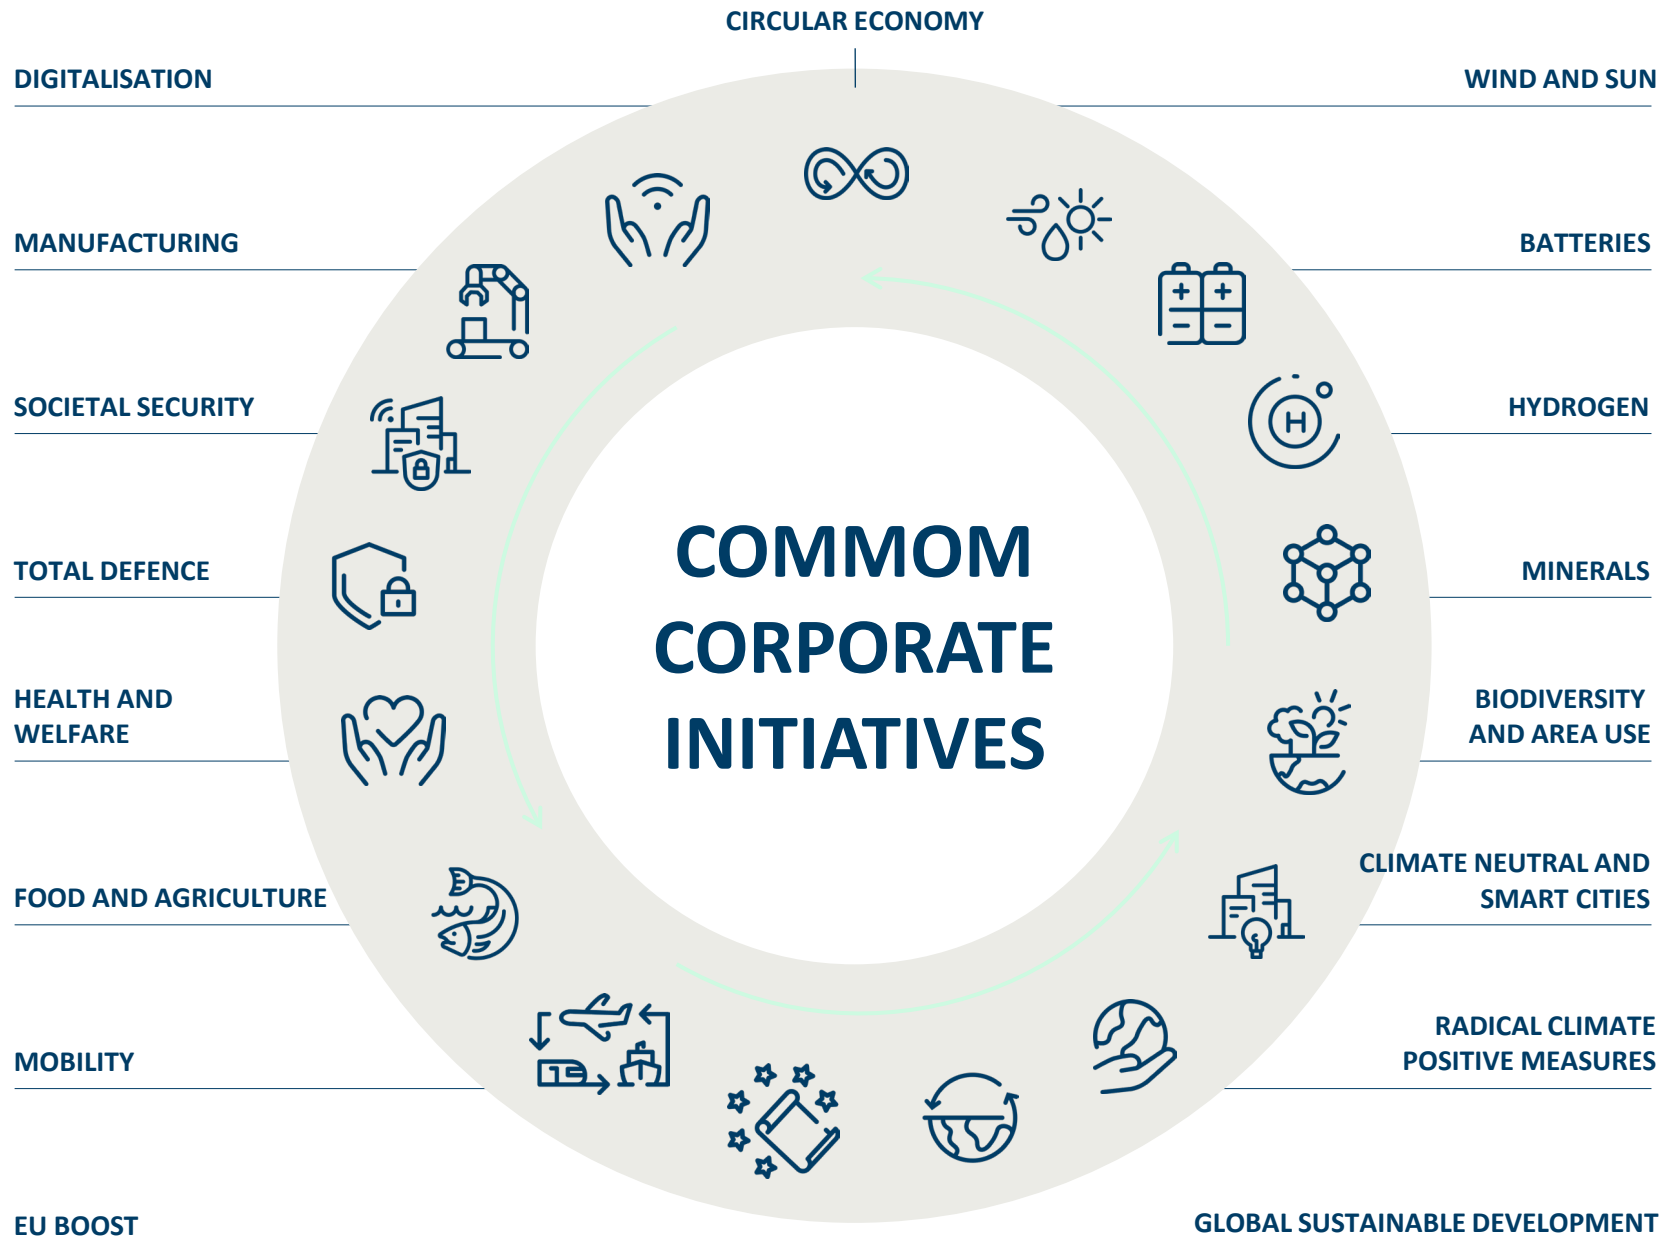 CIRCULAR ECONOMY
DIGITALISATION
WIND AND SUN
MANUFACTURING
BATTERIES
SOCIETAL SECURITY
HYDROGEN
H
TOTAL DEFENCE
MINERALS
COMMOM
CORPORATE
INITIATIVES
HEALTH AND
WELFARE
BIODIVERSITY
AND AREA USE
FOOD AND AGRICULTURE
CLIMATE NEUTRAL AND
SMART CITIES
MOBILITY
RADICAL CLIMATE
POSITIVE MEASURES
EU BOOST
GLOBAL SUSTAINABLE DEVELOPMENT